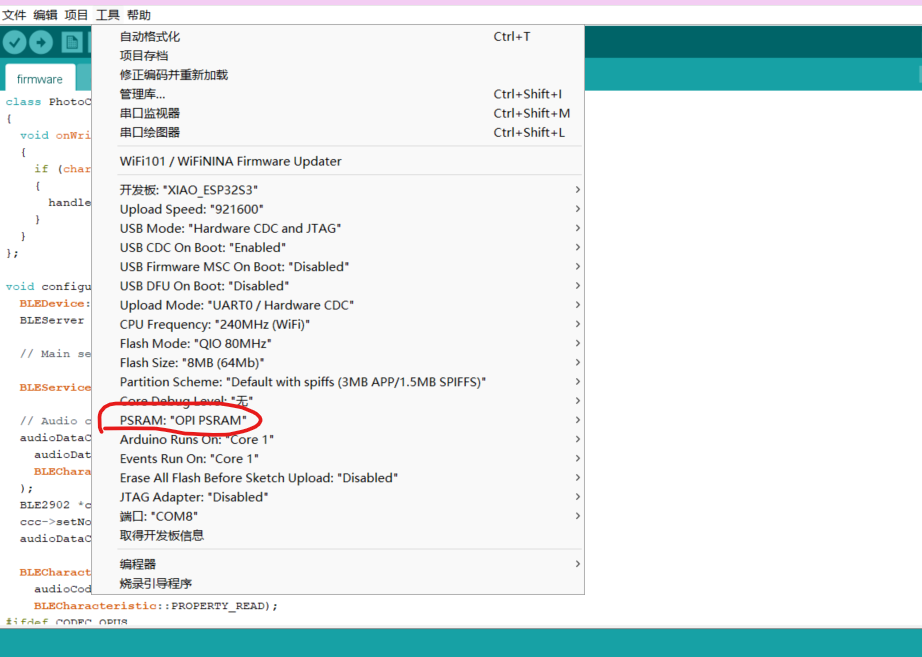 文件 编辑 项目 工具 帮助
自动格式化 Ctrl+T
项目存档
修正编码并重新加载
管理库... Ctrl+Shift+I
串口监视器 Ctrl+Shift+M
串口绘图器 Ctrl+Shift+L
WiFi101 / WiFiNINA Firmware Updater
开发板: "XIAO_ESP32S3"
Upload Speed: "921600"
USB Mode: "Hardware CDC and JTAG"
USB CDC On Boot: "Enabled"
USB Firmware MSC On Boot: "Disabled"
USB DFU On Boot: "Disabled"
Upload Mode: "UART0 / Hardware CDC"
CPU Frequency: "240MHz (WiFi)"
Flash Mode: "QIO 80MHz"
Flash Size: "8MB (64Mb)"
Partition Scheme: "Default with spiffs (3MB APP/1.5MB SPIFFS)"
Core Debug Level: "无"
PSRAM: "OPI PSRAM"
Arduino Runs On: "Core 1"
Events Run On: "Core 1"
Erase All Flash Before Sketch Upload: "Disabled"
JTAG Adapter: "Disabled"
端口: "COM8"
取得开发板信息
编程器
烧录引导程序
firmware
class PhotoC
{
void onWri
{
if (char
{
handle
}
}
};
void configu
BLEDevice:
BLEServer
// Main se
BLEService
// Audio c
audioDataC
audioDat
BLEChara
);
BLE2902 *c
ccc->setNo
audioDataC
BLECharact
audioCod
BLECharacteristic::PROPERTY_READ);
#ifdef CODEC_OPUS